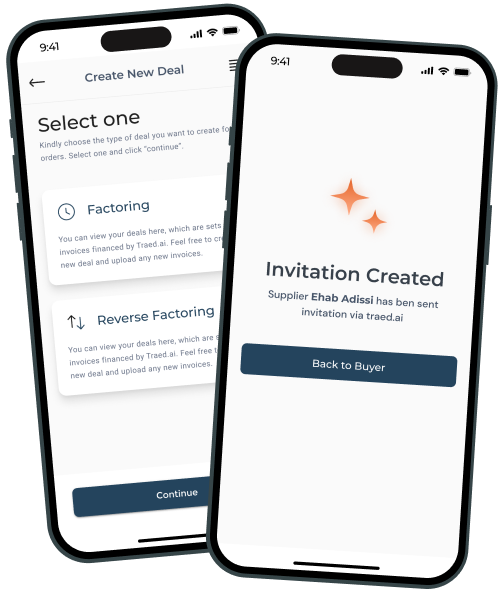 9:41
Create New Deal
Select one
Kindly choose the type of deal you want to create fo
orders. Select one and click "continue".
Factoring
You can view your deals here, which are sets
invoices financed by Traed.ai. Feel free to cr
new deal and upload any new invoices.
Reverse Factoring
You can view your deals here, which are s
invoices financed by Traed.ai. Feel free t
new deal and upload any new invoices.
Continue
9:41
Invitation Created
Supplier Ehab Adissi has ben sent
invitation via traed.ai
Back to Buyer